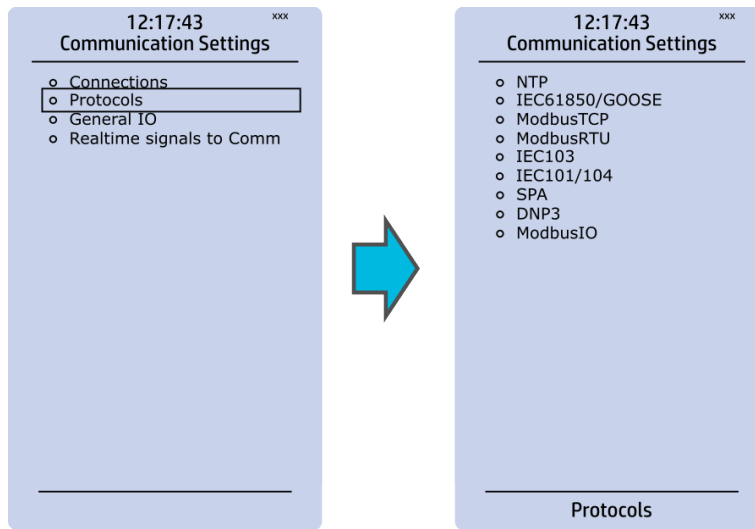 12:17:43 xxx
Communication Settings
Connections
Protocols
General IO
Realtime signals to Comm
12:17:43 xxx
Communication Settings
NTP
IEC61850/GOOSE
ModbusTCP
ModbusRTU
IEC103
IEC101/104
SPA
DNP3
ModbusIO
Protocols